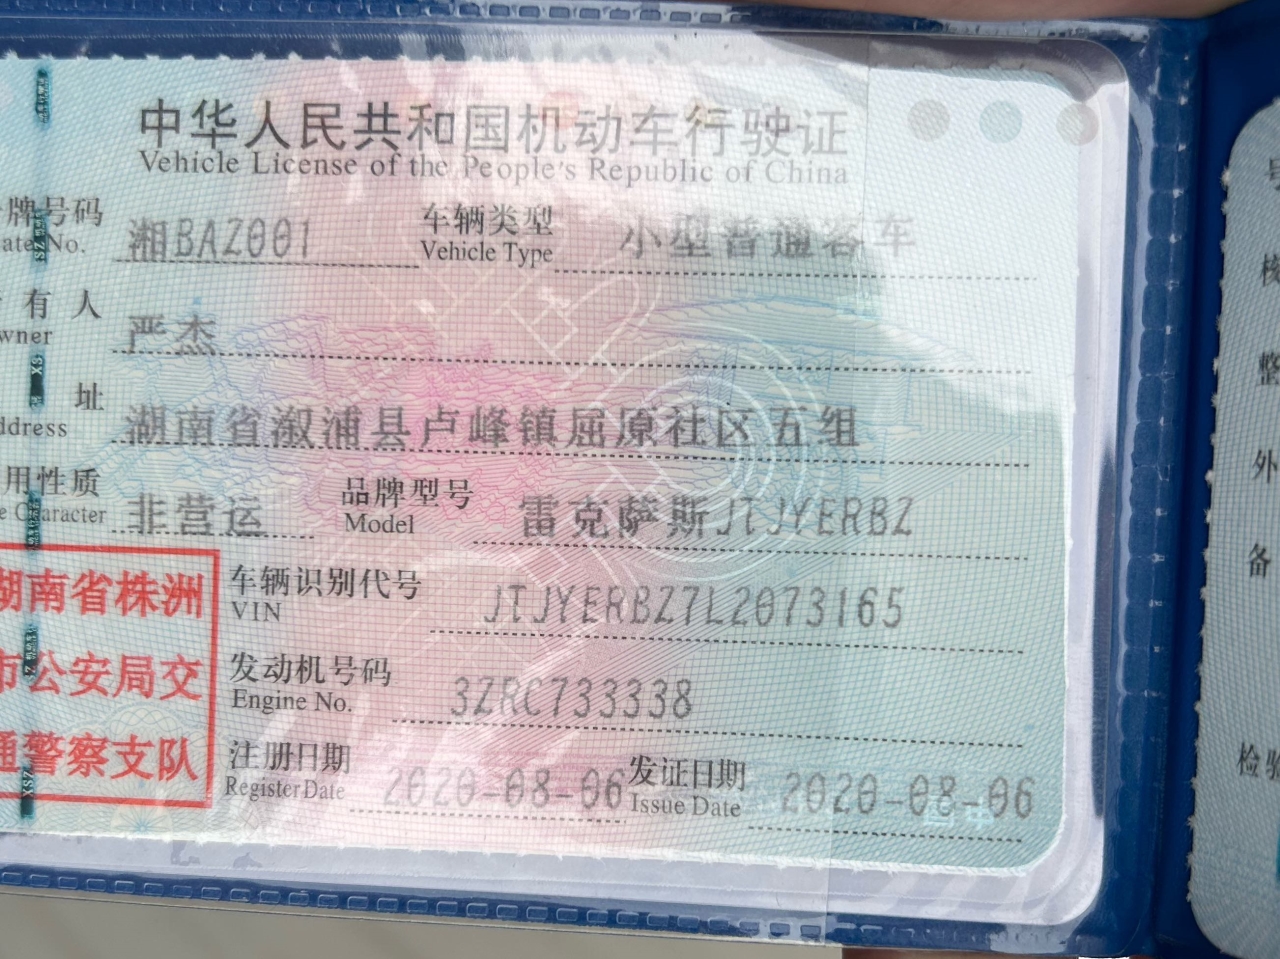 中华人民共和国机动车行驶证
Vehicle License of the People's Republic of China
牌号码 湘BAZ001 车辆类型 小型普通客车
ate No. Vehicle Type
有人 严杰
wner
址 湖南省溆浦县卢峰镇屈原社区五组
ddress
用性质 非营运 品牌型号 雷克萨斯JTJYERBZ
e Character Model
湖南省株洲
市公安局交
通警察支队
车辆识别代号 JTJYERBZ7L2073165
VIN
发动机号码 3ZRC733338
Engine No.
注册日期 2020-08-06 发证日期 2020-08-06
Register Date Issue Date
号
核
整
外
备
检验